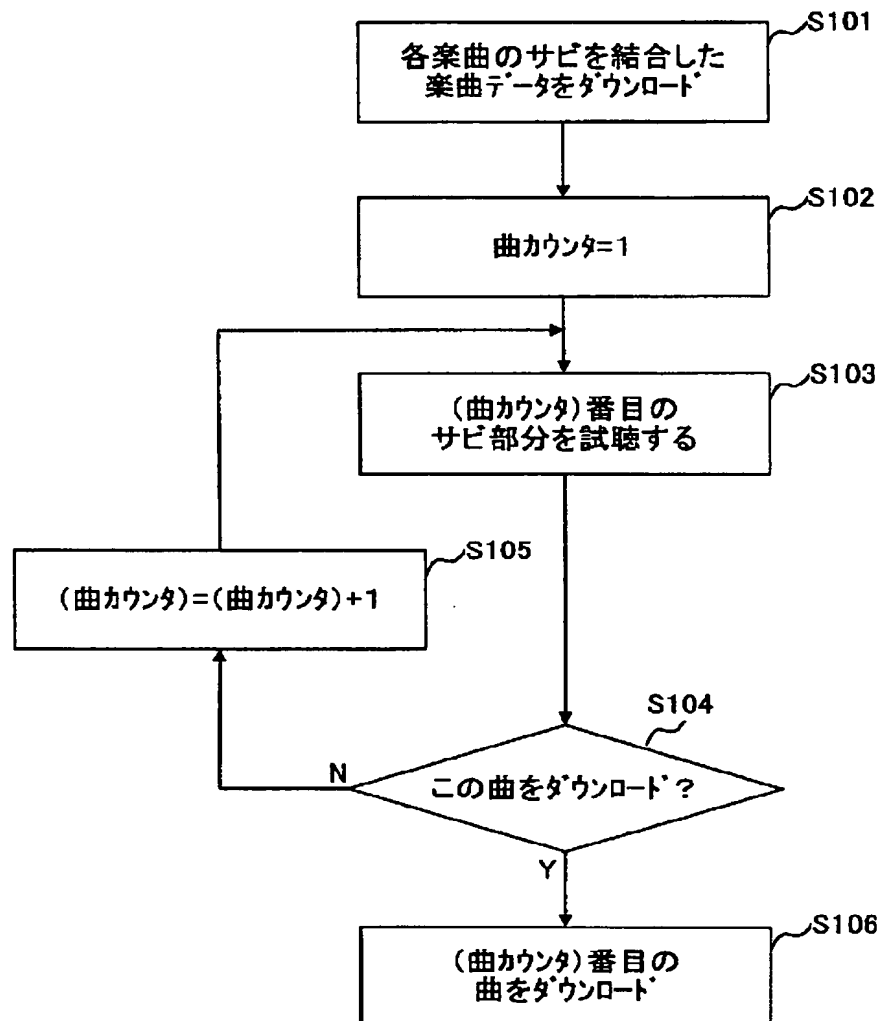 S101
各楽曲のサビを結合した
楽曲ﾃﾞｰﾀをﾀﾞｳﾝﾛｰﾄﾞ
S102
曲ｶｳﾝﾀ=1
S103
(曲ｶｳﾝﾀ)番目の
サビ部分を試聴する
S105
(曲ｶｳﾝﾀ)=(曲ｶｳﾝﾀ)+1
S104
N
この曲をﾀﾞｳﾝﾛｰﾄﾞ?
Y
S106
(曲ｶｳﾝﾀ)番目の
曲をﾀﾞｳﾝﾛｰﾄﾞ